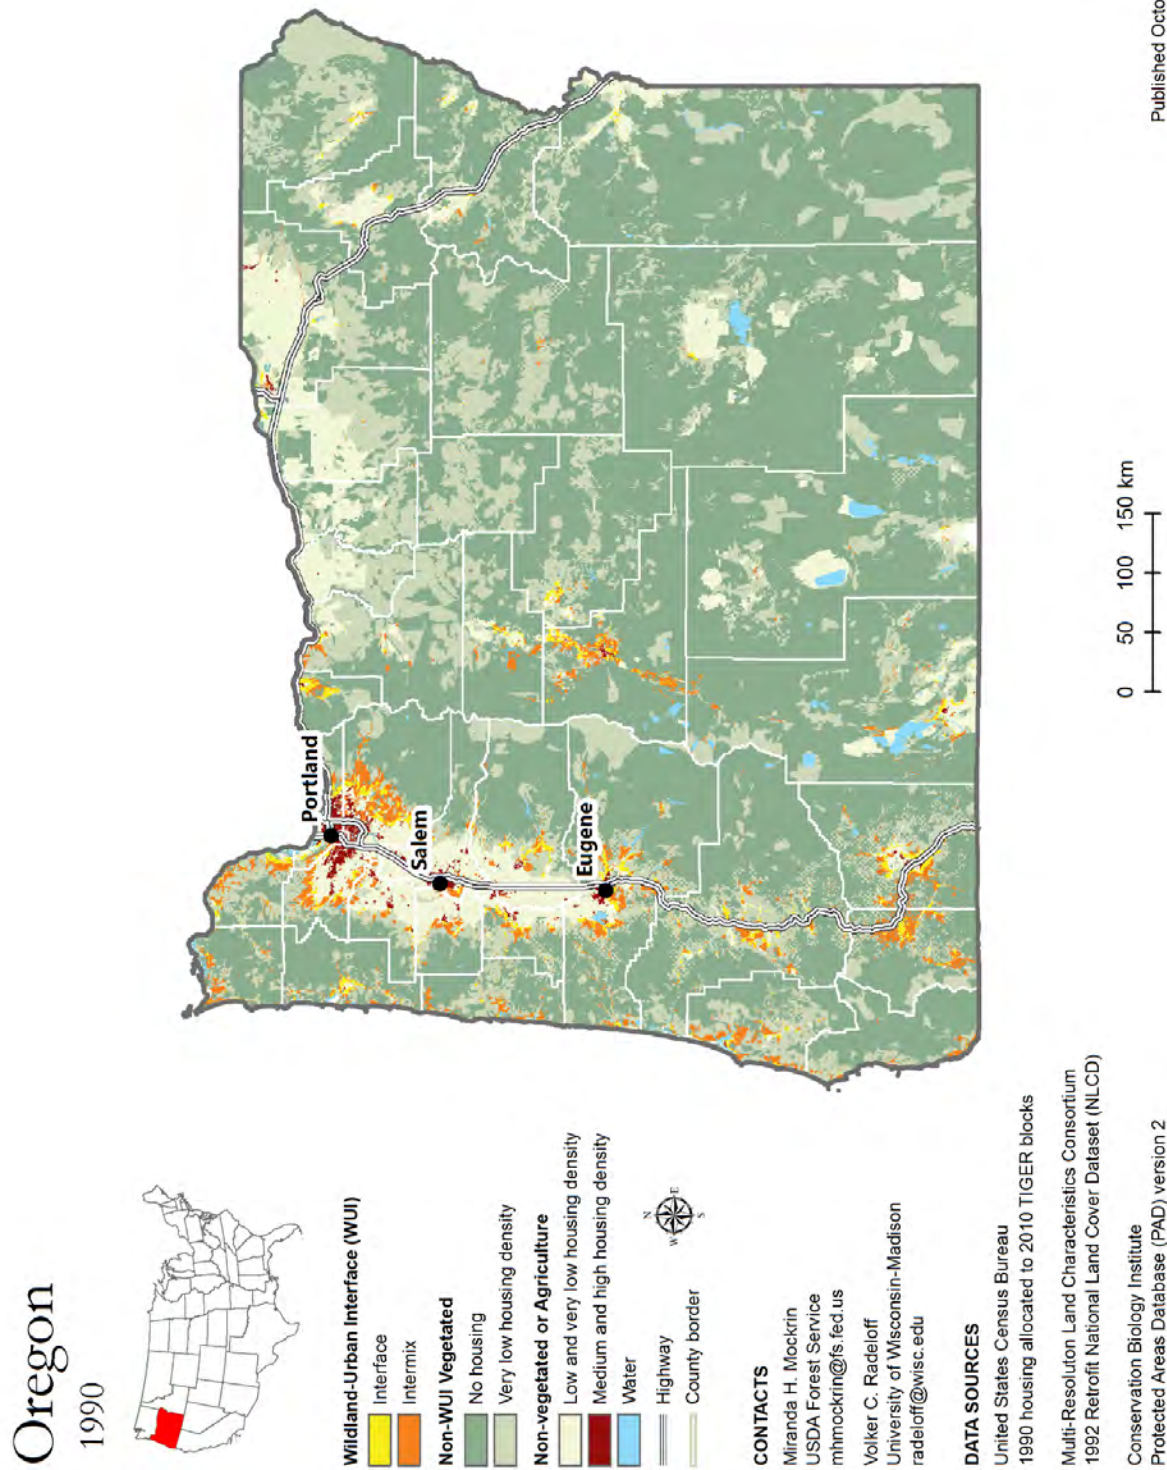 Oregon
1990
Wildland-Urban Interface (WUI)
Interface
Intermix
Non-WUI Vegetated
No housing
Very low housing density
Non-vegetated or Agriculture
Low and very low housing density
Medium and high housing density
Water
Highway
County border
N
W
E
S
CONTACTS
Miranda H. Mockrin
USDA Forest Service
mhmockrin@fs.fed.us
Volker C. Radeloff
University of Wisconsin-Madison
radeloff@wisc.edu
DATA SOURCES
United States Census Bureau
1990 housing allocated to 2010 TIGER blocks
Multi-Resoluton Land Characteristics Consortium
1992 Retrofit National Land Cover Dataset (NLCD)
Conservation Biology Institute
Protected Areas Database (PAD) version 2
Portland
Salem
Eugene
0 50 100 150 km
Published Octo